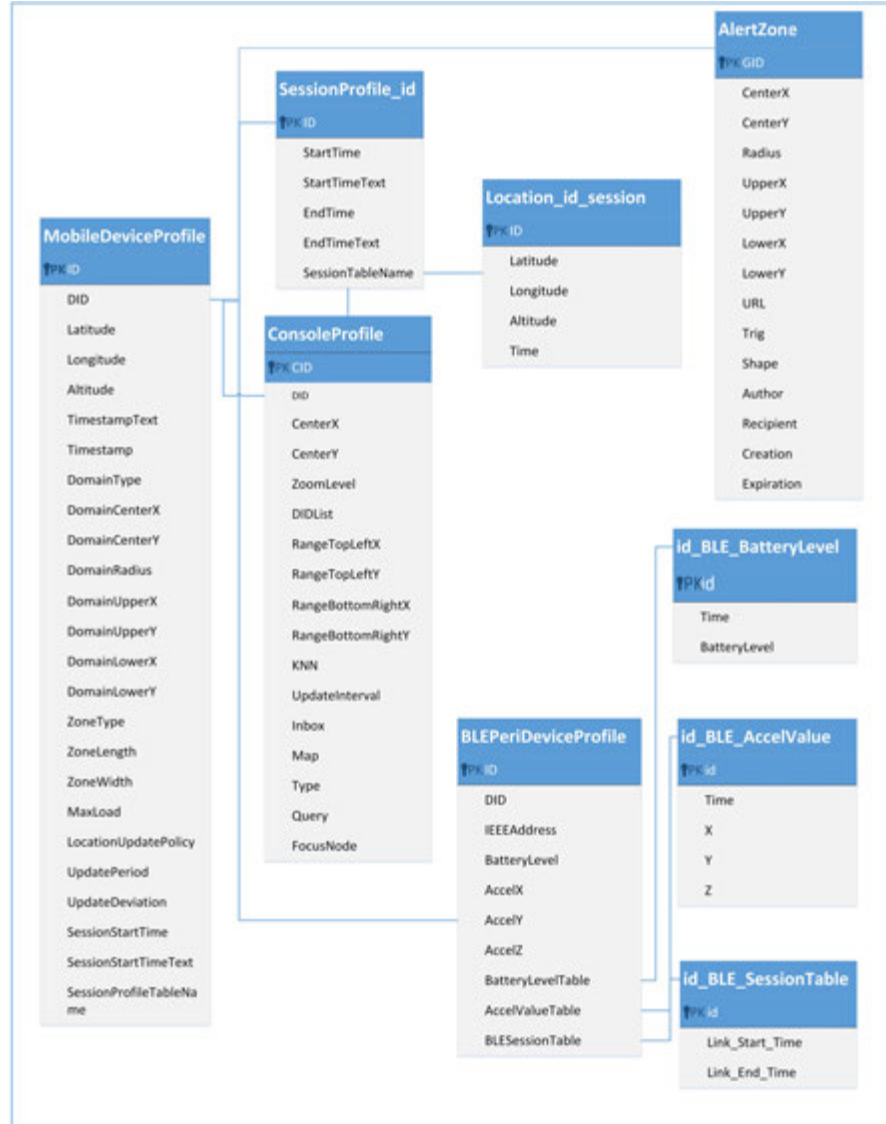 AlertZone
PK GID
CenterX
CenterY
Radius
UpperX
UpperY
LowerX
LowerY
URL
Trig
Shape
Author
Recipient
Creation
Expiration
SessionProfile_id
PK ID
StartTime
StartTimeText
EndTime
EndTimeText
SessionTableName
Location_id_session
PK ID
Latitude
Longitude
Altitude
Time
MobileDeviceProfile
PK ID
DID
Latitude
Longitude
Altitude
TimestampText
Timestamp
DomainType
DomainCenterX
DomainCenterY
DomainRadius
DomainUpperX
DomainUpperY
DomainLowerX
DomainLowerY
ZoneType
ZoneLength
ZoneWidth
MaxLoad
LocationUpdatePolicy
UpdatePeriod
UpdateDeviation
SessionStartTime
SessionStartTimeText
SessionProfileTableNa
me
ConsoleProfile
PK CID
DID
CenterX
CenterY
ZoomLevel
DIDList
RangeTopLeftX
RangeTopLeftY
RangeBottomRightX
RangeBottomRightY
KNN
UpdateInterval
Inbox
Map
Type
Query
FocusNode
BLEPeriDeviceProfile
PK ID
DID
IEEEAddress
BatteryLevel
AccelX
AccelY
AccelZ
BatteryLevelTable
AccelValueTable
BLESessionTable
id_BLE_BatteryLevel
PK id
Time
BatteryLevel
id_BLE_AccelValue
PK id
Time
X
Y
Z
id_BLE_SessionTable
PK id
Link_Start_Time
Link_End_Time